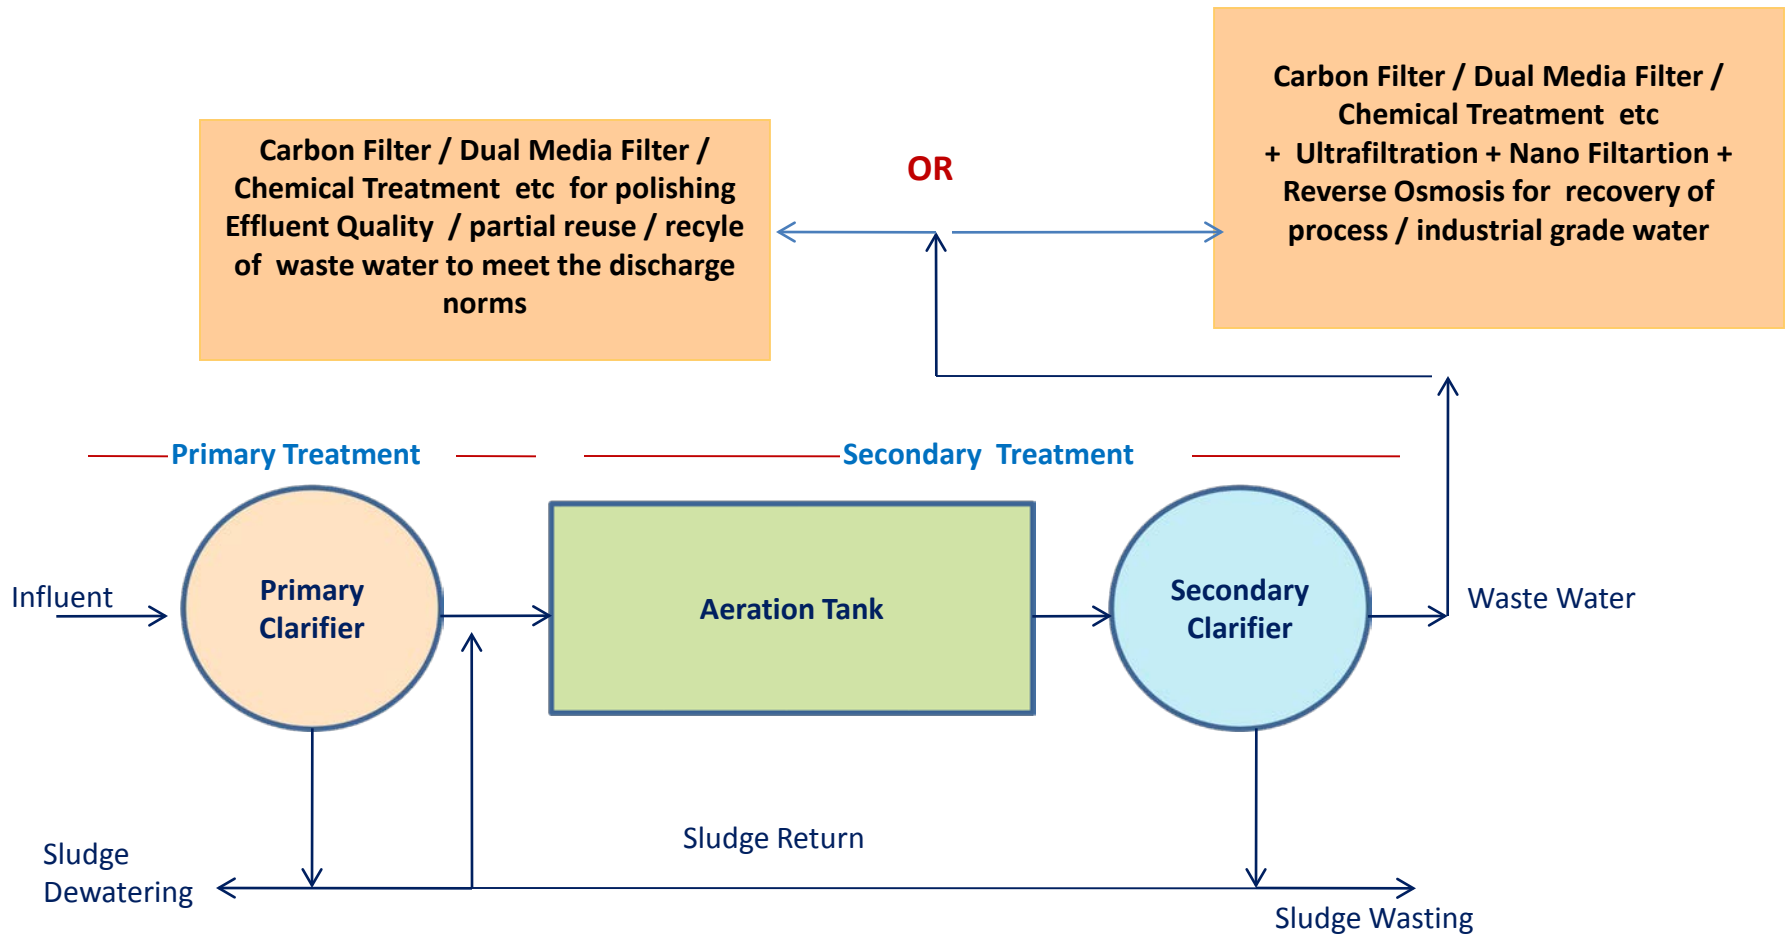 Carbon Filter / Dual Media Filter /
Chemical Treatment etc
+ Ultrafiltration + Nano Filtartion +
Reverse Osmosis for recovery of
process / industrial grade water
Carbon Filter / Dual Media Filter /
Chemical Treatment etc for polishing
Effluent Quality / partial reuse / recyle
of waste water to meet the discharge
norms
OR
Primary Treatment
Secondary Treatment
Influent
Primary
Clarifier
Aeration Tank
Secondary
Clarifier
Waste Water
Sludge Return
Sludge
Dewatering
Sludge Wasting